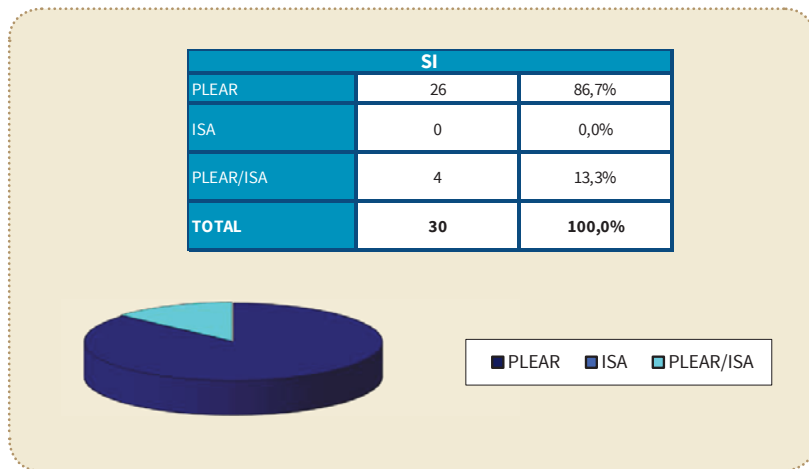 SI
PLEAR 26 86,7%
ISA 0 0,0%
PLEAR/ISA 4 13,3%
TOTAL 30 100,0%
PLEAR ISA PLEAR/ISA